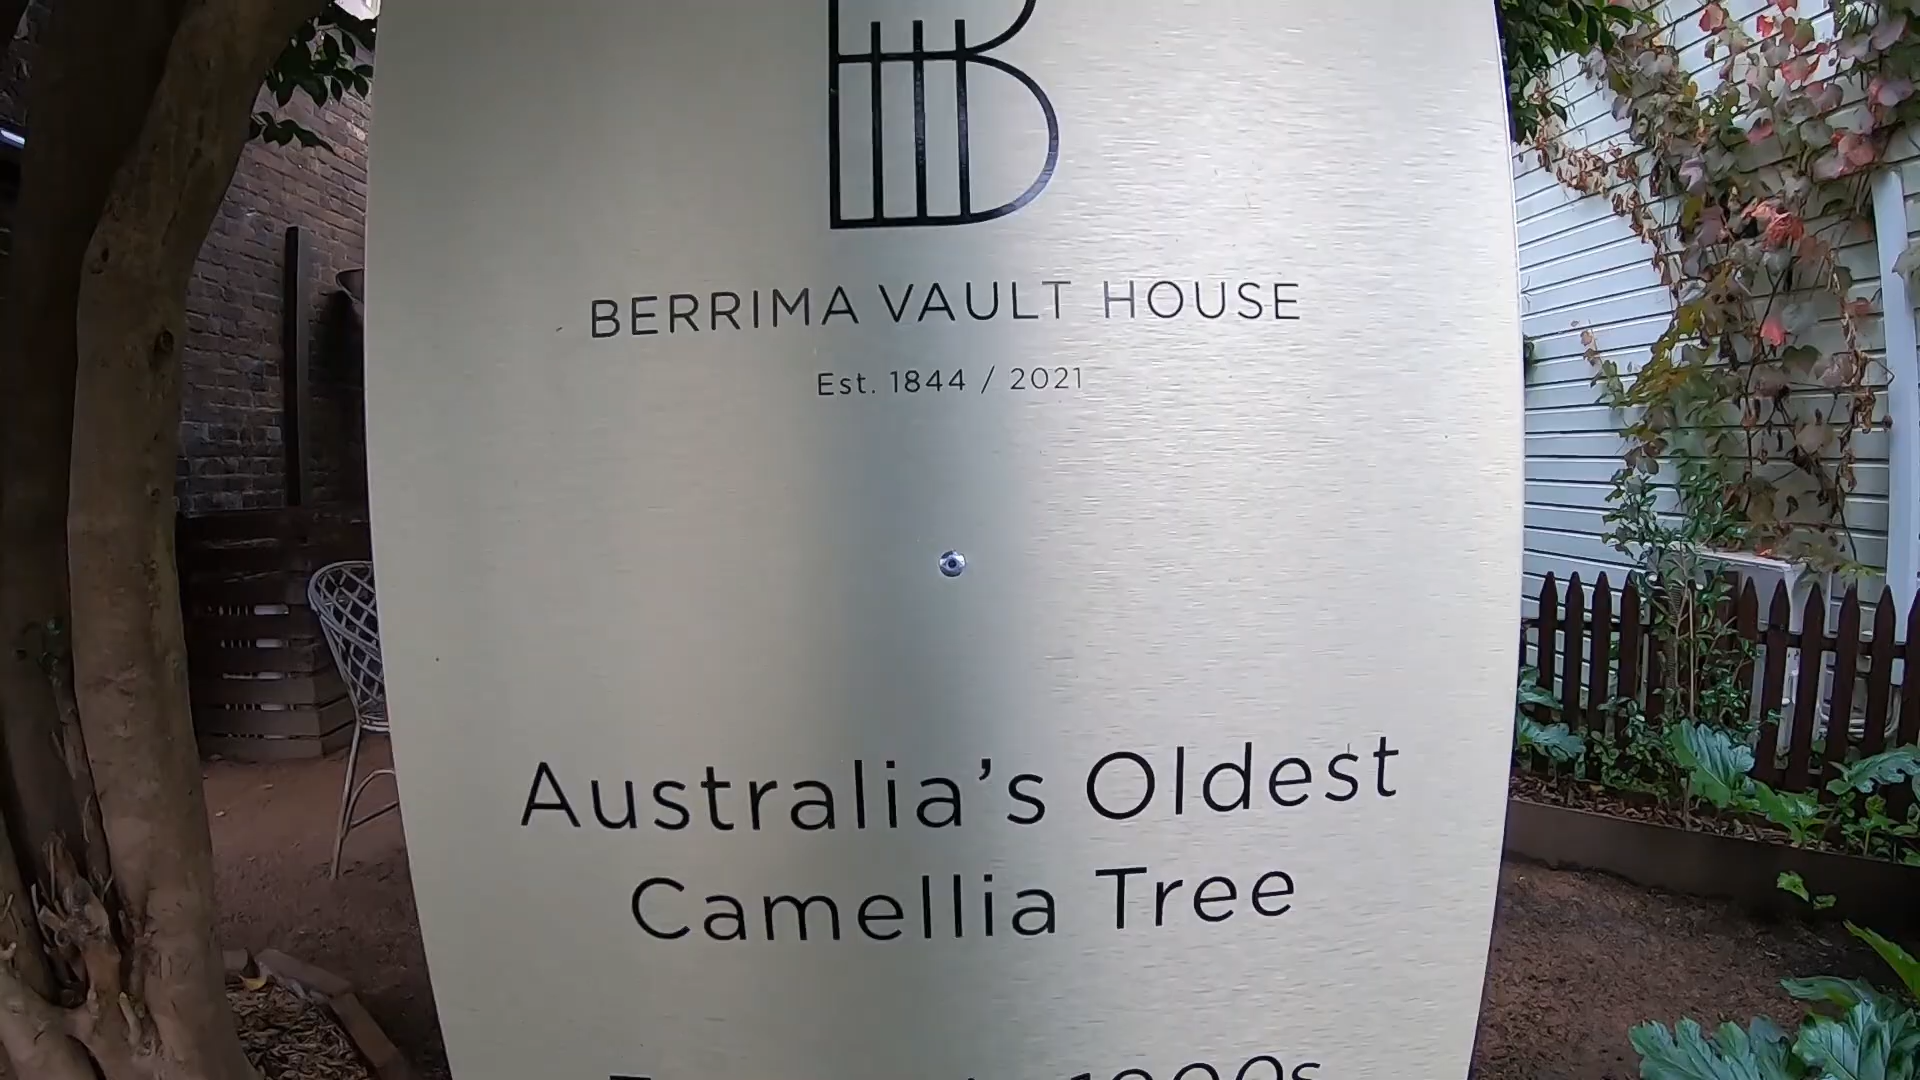 B
BERRIMA VAULT HOUSE
Est. 1844 / 2021
Australia's Oldest
Camellia Tree